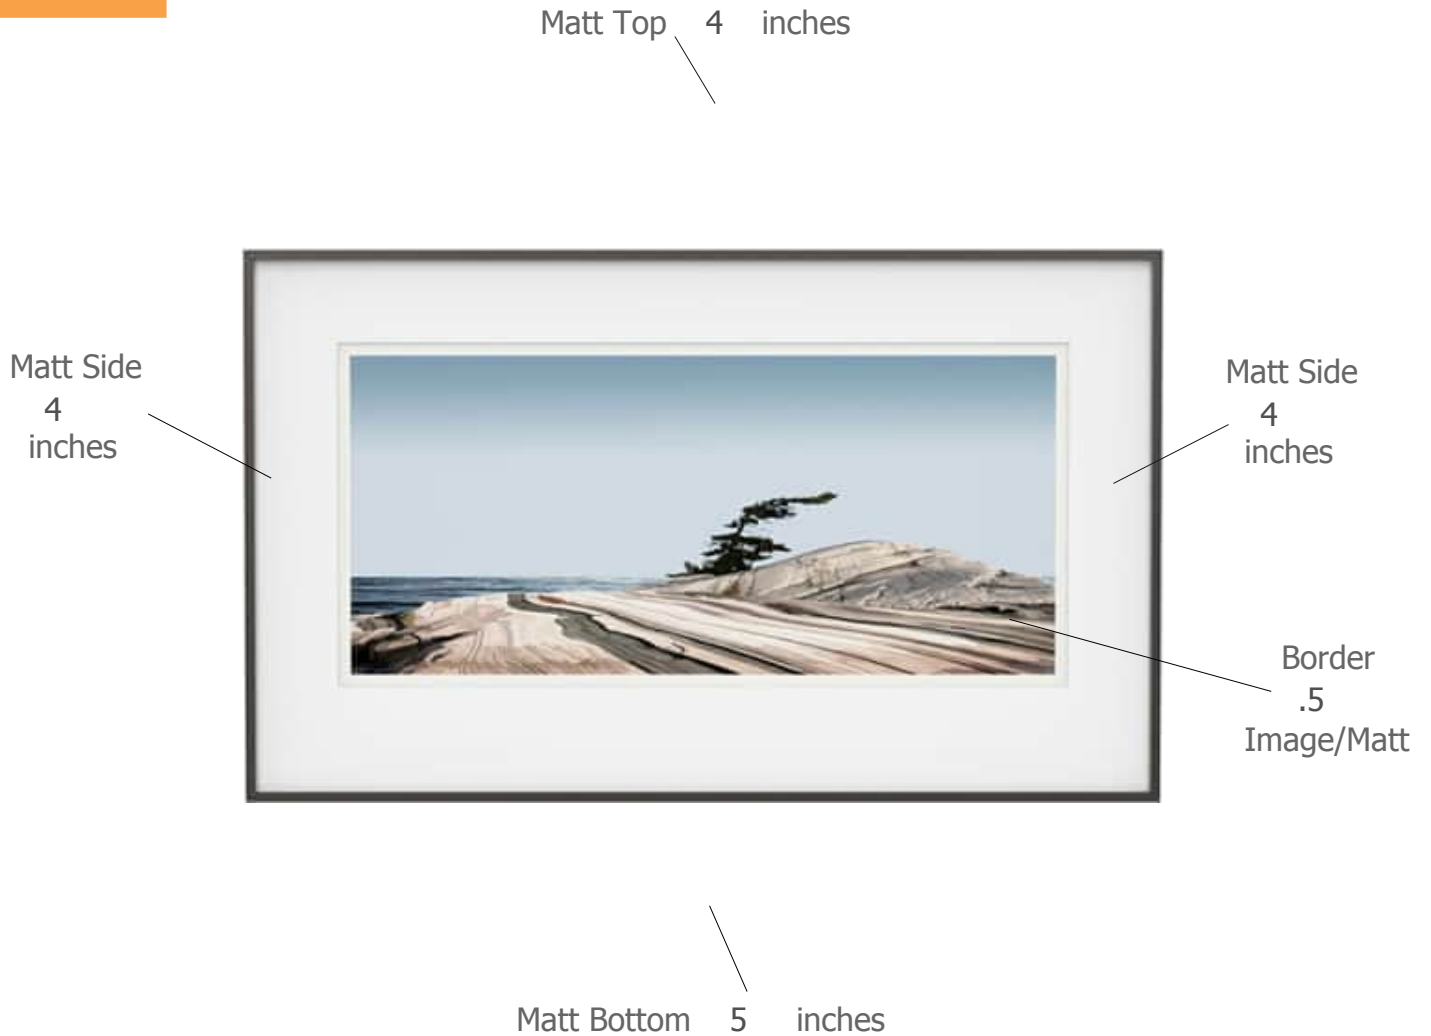 Matt Top 4 inches
Matt Side
4
inches
Matt Side
4
inches
Border
.5
Image/Matt
Matt Bottom 5 inches